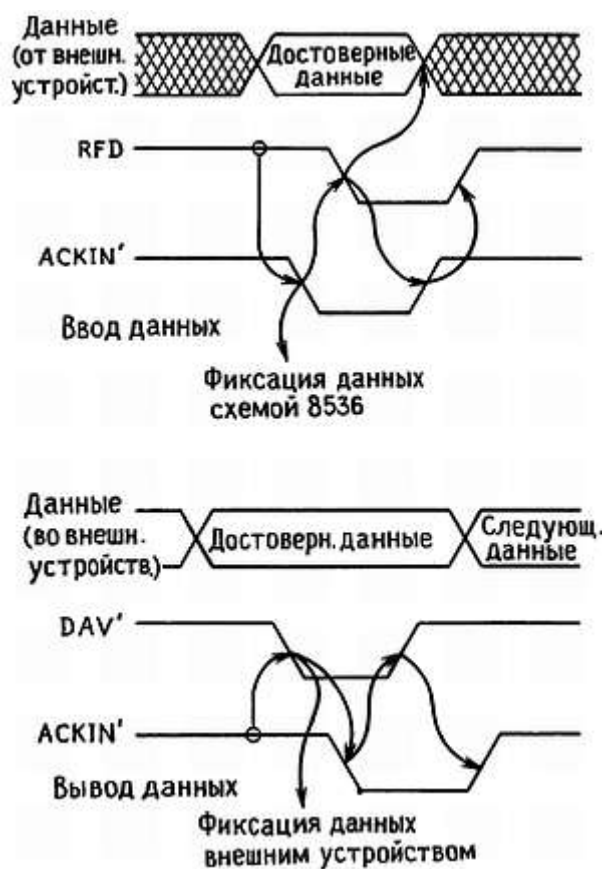 Данные
(от внешн.
устройст.)
Достоверные
данные
RFD
ACKIN'
Ввод данных
Фиксация данных
схемой 8536
Данные
(во внешн.
устройств.)
Достоверн. данные
Следующ.
данные
DAV'
ACKIN'
Вывод данных
Фиксация данных
внешним устройством